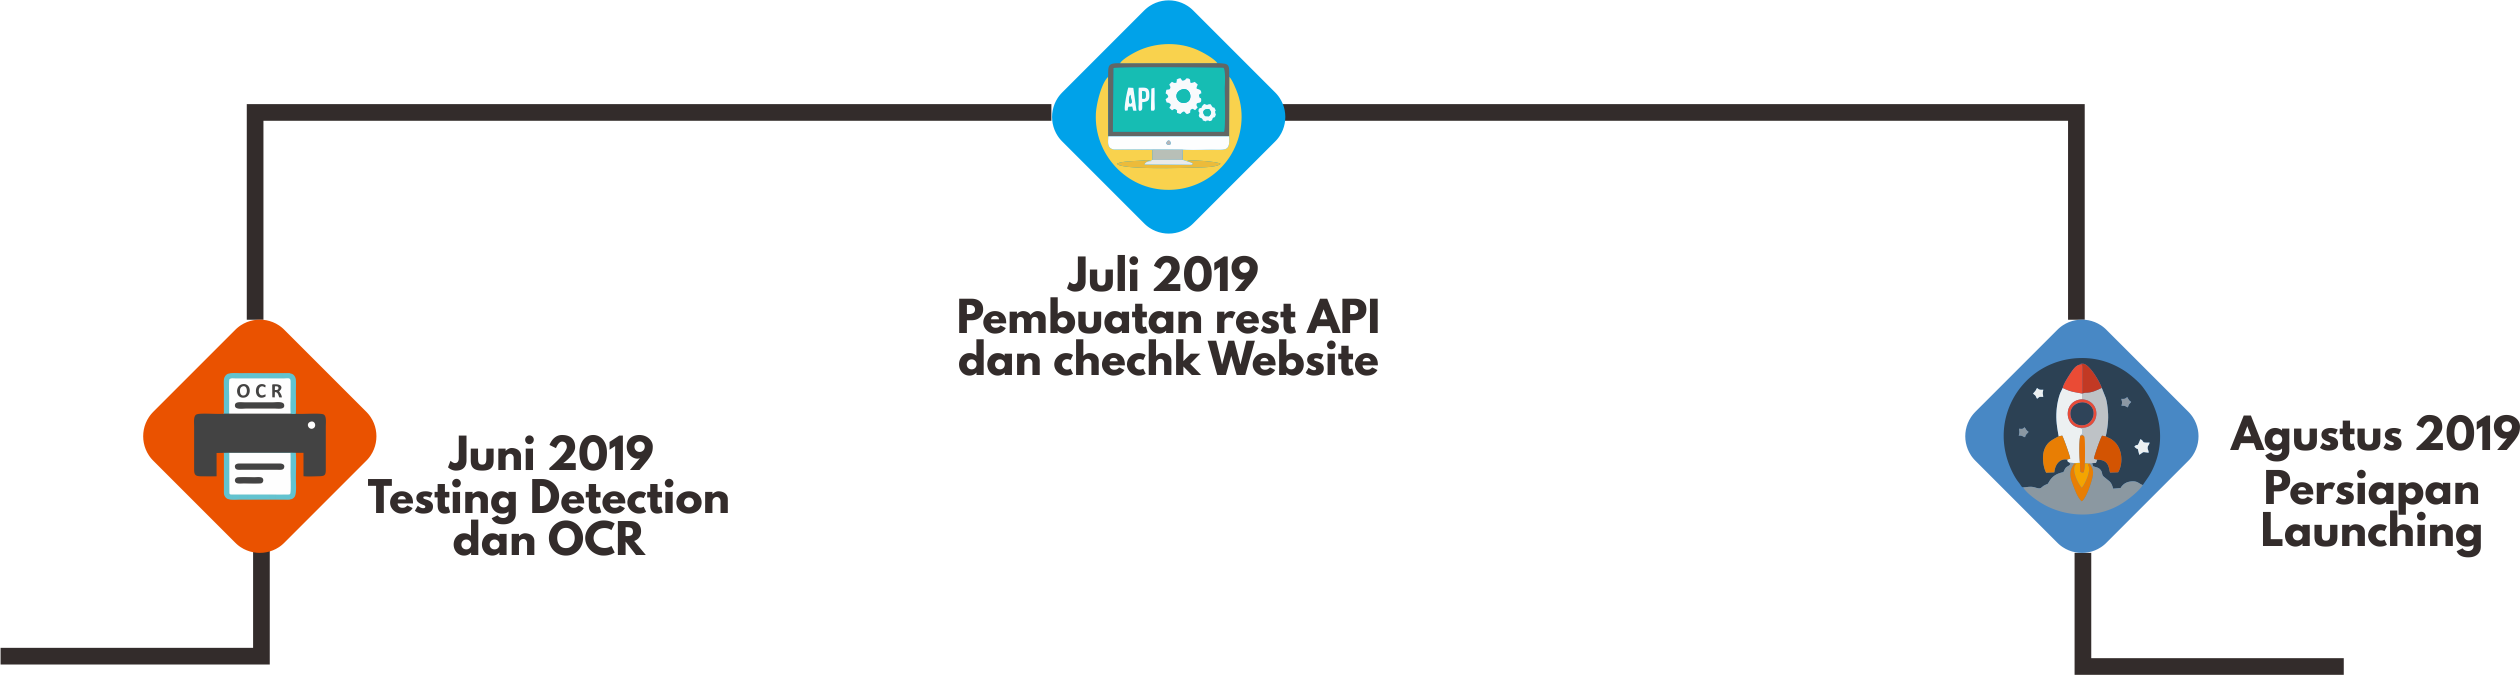 API
Juli 2019
Pembuatan rest API
dan chechk Website
OCR
Juni 2019
Testing Detection
dan OCR
Agustus 2019
Persiapan
Launching